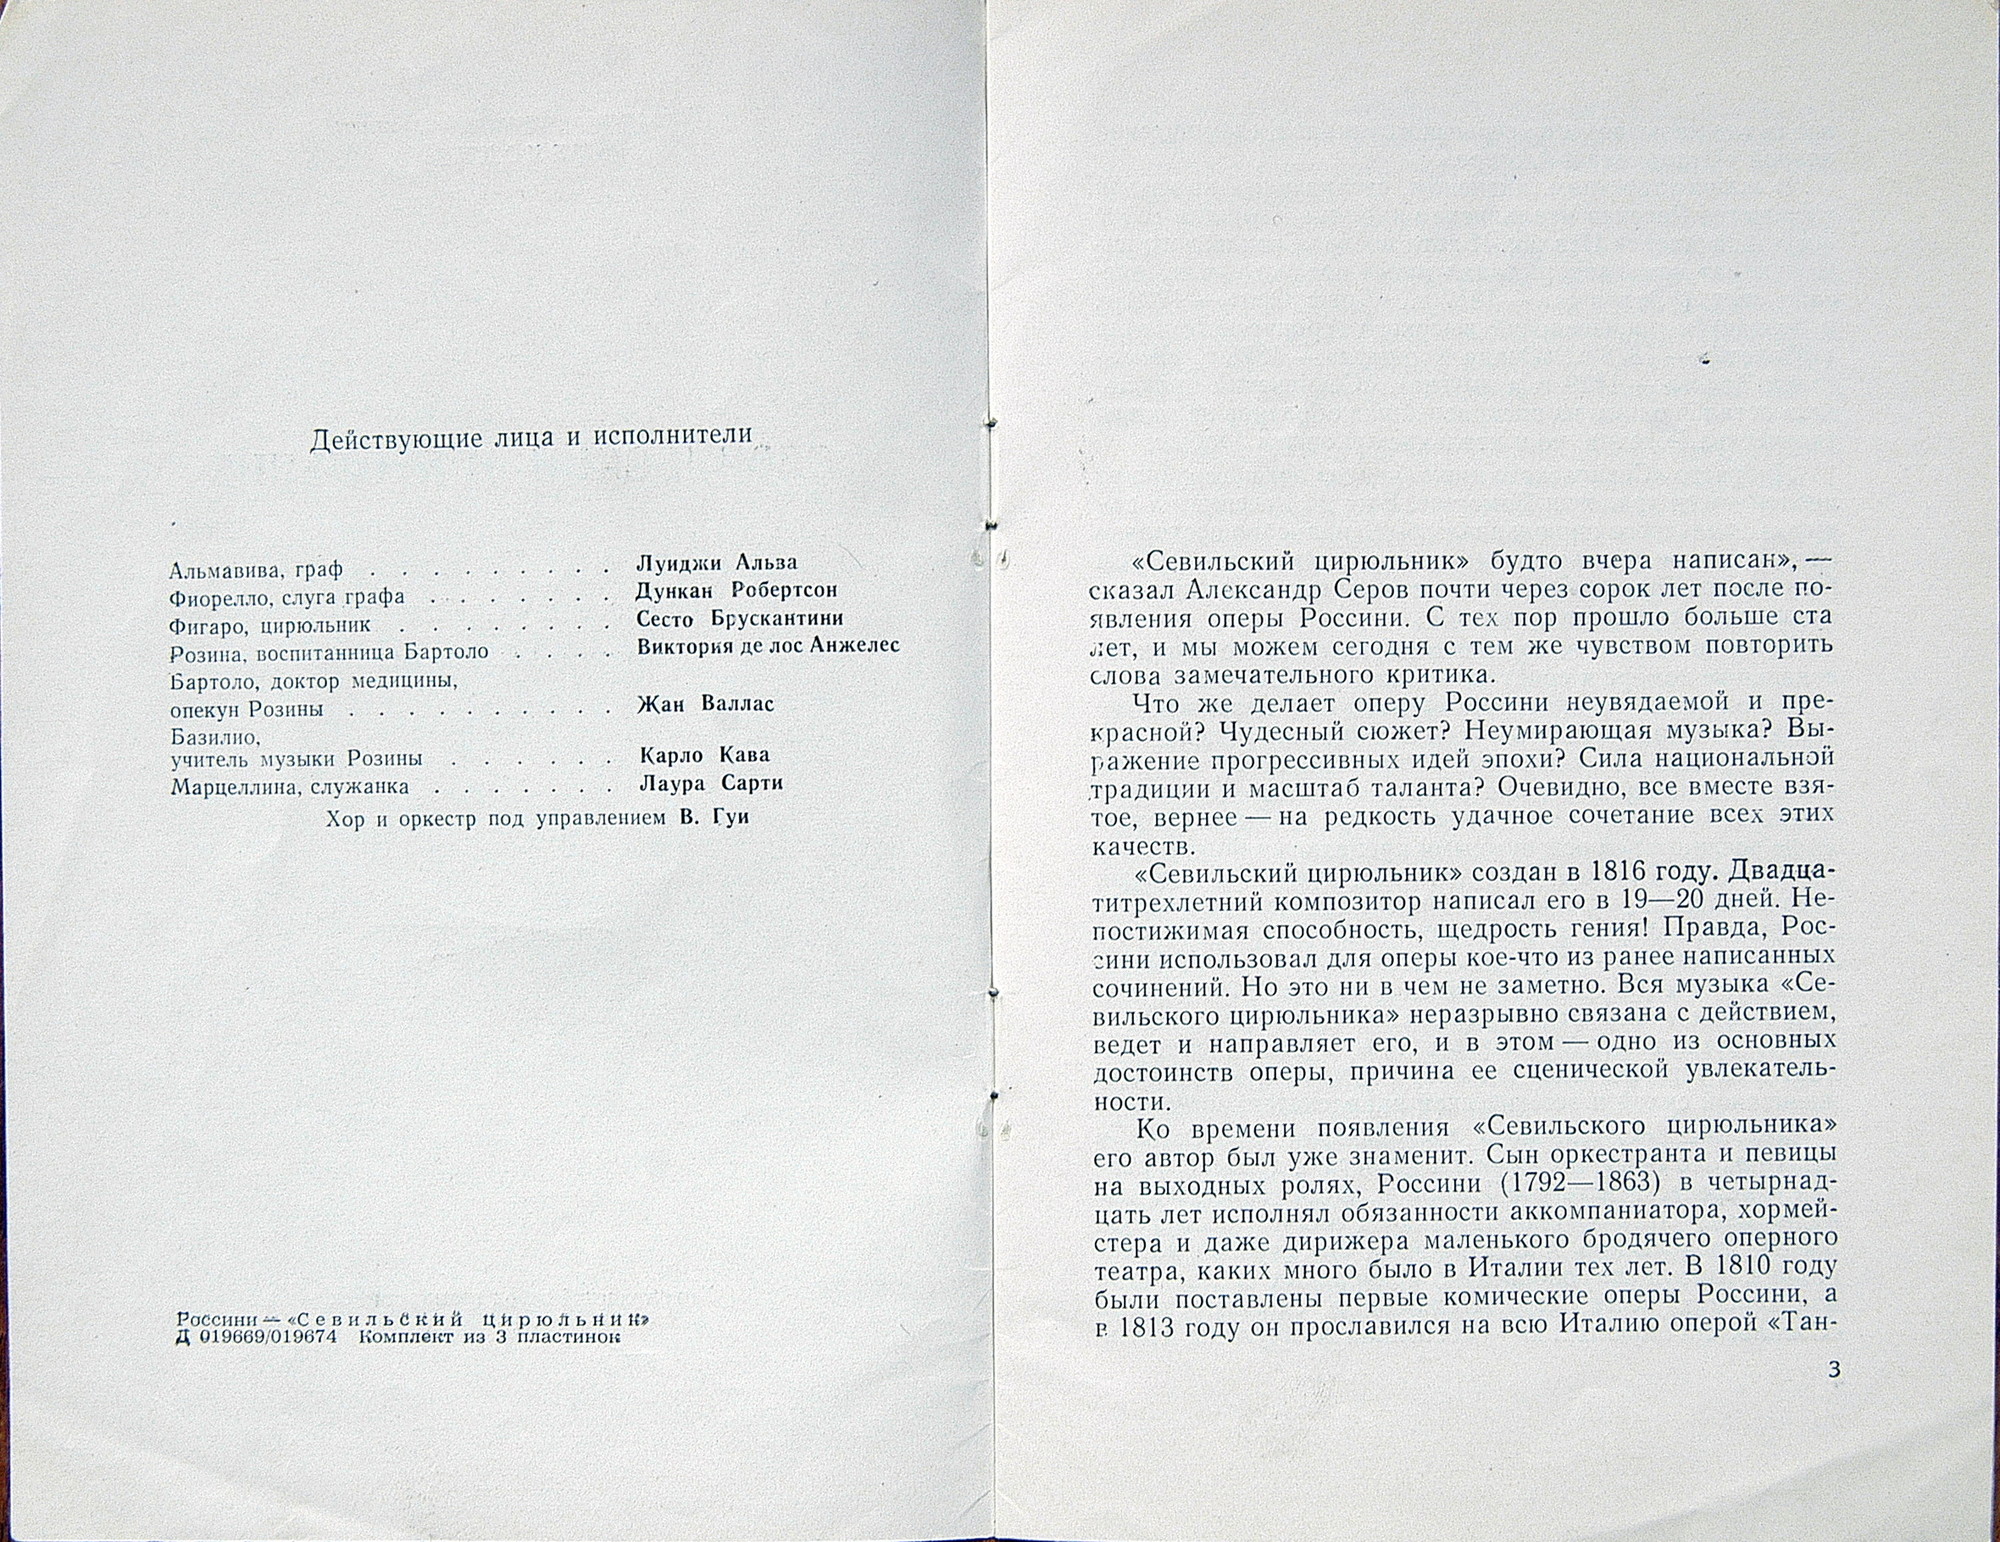 Действующие лица и исполнители
Альмавива, граф . . . . . . . . . Луиджи Альва
Фиорелло, слуга графа . . . . . . . Дункан Робертсон
Фигаро, цирюльник . . . . . . . . Сесто Брускантини
Розина, воспитанница Бартоло . . . . Виктория де лос Анжелес
Бартоло, доктор медицины,
опекун Розины . . . . . . . . . . Жан Валлас
Базилио,
учитель музыки Розины . . . . . . Карло Кава
Марцеллина, служанка . . . . . . . Лаура Сарти
Хор и оркестр под управлением В. Гуи
Россини — «Севильский цирюльник»
Д 019669/019674 Комплект из 3 пластинок
«Севильский цирюльник» будто вчера написан», —
сказал Александр Серов почти через сорок лет после по-
явления оперы Россини. С тех пор прошло больше ста
лет, и мы можем сегодня с тем же чувством повторить
слова замечательного критика.
Что же делает оперу Россини неувядаемой и пре-
красной? Чудесный сюжет? Неумирающая музыка? Вы-
ражение прогрессивных идей эпохи? Сила национальной
традиции и масштаб таланта? Очевидно, все вместе взя-
тое, вернее — на редкость удачное сочетание всех этих
качеств.
«Севильский цирюльник» создан в 1816 году. Двадца-
титрехлетний композитор написал его в 19—20 дней. Не-
постижимая способность, щедрость гения! Правда, Рос-
сини использовал для оперы кое-что из ранее написанных
сочинений. Но это ни в чем не заметно. Вся музыка «Се-
вильского цирюльника» неразрывно связана с действием,
ведет и направляет его, и в этом — одно из основных
достоинств оперы, причина ее сценической увлекатель-
ности.
Ко времени появления «Севильского цирюльника»
его автор был уже знаменит. Сын оркестранта и певицы
на выходных ролях, Россини (1792—1863) в четырнад-
цать лет исполнял обязанности аккомпаниатора, хормей-
стера и даже дирижера маленького бродячего оперного
театра, каких много было в Италии тех лет. В 1810 году
были поставлены первые комические оперы Россини, а
в 1813 году он прославился на всю Италию оперой «Тан-
3